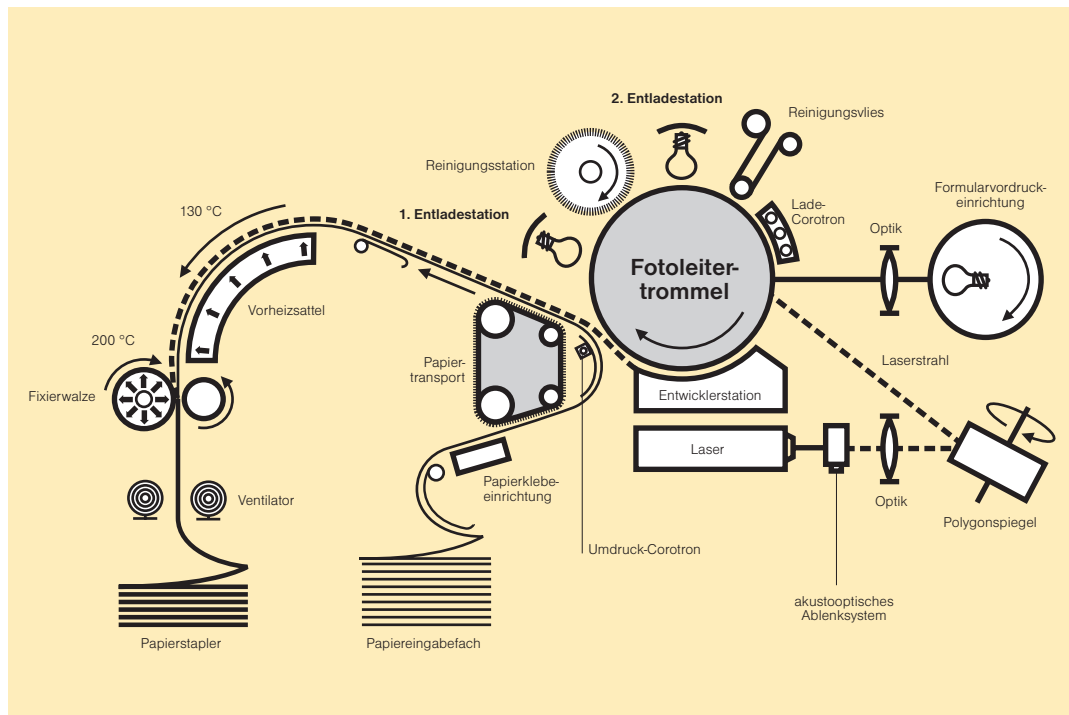 2. Entladestation
Reinigungsvlies
Reinigungsstation
Formularvordruck-
einrichtung
130 °C
1. Entladestation
Lade-
Corotron
Optik
Fotoleiter-
trommel
Vorheizsattel
200 °C
Papier-
transport
Laserstrahl
Fixierwalze
Entwicklerstation
Laser
Papierklebe-
einrichtung
Ventilator
Optik
Polygonspiegel
Umdruck-Corotron
akustooptisches
Ablenksystem
Papierstapler
Papiereingabefach